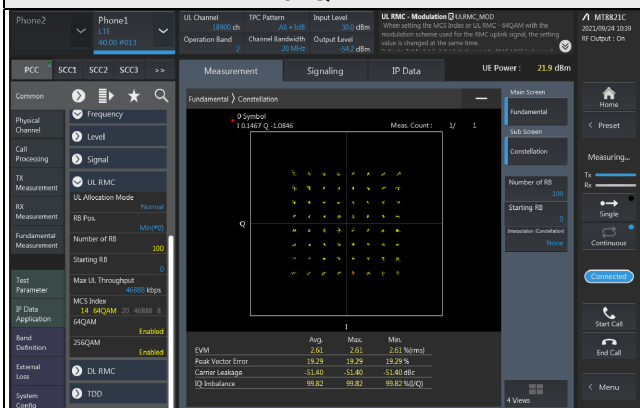 Phone2
Phone1
LTE
40.00 #013
UL Channel
18900 ch
Operation Band
2
TPC Pattern
All +3dB
Channel Bandwidth
20 MHz
Input Level
30.0 dBm
Output Level
-54.2 dBm
UL RMC - Modulation ULRMC_MOD
When setting the MCS Index or UL RMC - 64QAM with the
modulation scheme used for the RMC uplink signal, the setting
value is changed at the same time.
MT8821C
2021/09/24 10:39
RF Output : On
PCC
SCC1
SCC2
SCC3
>>
Measurement
Signaling
IP Data
UE Power : 21.9 dBm
Common
Physical
Channel
Call
Processing
TX
Measurement
RX
Measurement
Fundamental
Measurement
Test
Parameter
IP Data
Application
Band
Definition
External
Loss
System
Config
Frequency
Level
Signal
UL RMC
UL Allocation Mode
Normal
RB Pos.
Min(#0)
Number of RB
100
Starting RB
0
Max UL Throughput
46888 kbps
MCS Index
14 64QAM 20 46888 8
64QAM
Enabled
256QAM
Enabled
DL RMC
TDD
Fundamental > Constellation
0 Symbol
I 0.1467 Q -1.0846
Meas. Count : 1/ 1
Q
I
Avg. Max. Min.
EVM 2.61 2.61 2.61 %(rms)
Peak Vector Error 19.29 19.29 19.29 %
Carrier Leakage -51.40 -51.40 -51.40 dBc
IQ Imbalance 99.82 99.82 99.82 %(I/Q)
Main Screen
Fundamental
Sub Screen
Constellation
Number of RB
100
Starting RB
0
Interpolation (Constellation)
None
4 Views
Home
< Preset
Measuring...
Tx
Rx
Single
Continuous
Connected
Start Call
End Call
< Menu